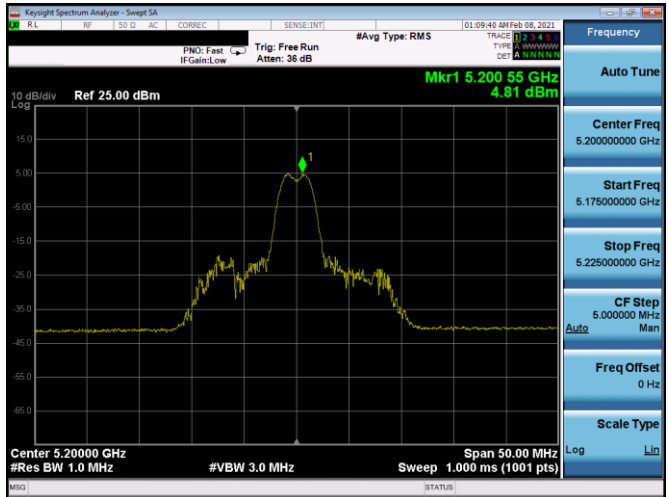 Keysight Spectrum Analyzer - Swept SA
RL RF 50 Ω AC CORREC SENSE:INT 01:09:40 AM Feb 08, 2021
#Avg Type: RMS TRACE 1 2 3 4 5 6
PNO: Fast Trig: Free Run TYPE A WWWWW
IFGain:Low Atten: 36 dB DET A N N N N N
Mkr1 5.200 55 GHz
4.81 dBm
10 dB/div Ref 25.00 dBm
Log
15.0
5.00
-5.00
-15.0
-25.0
-35.0
-45.0
-55.0
-65.0
1
Center 5.20000 GHz Span 50.00 MHz
#Res BW 1.0 MHz #VBW 3.0 MHz Sweep 1.000 ms (1001 pts)
MSG STATUS
Frequency
Auto Tune
Center Freq
5.200000000 GHz
Start Freq
5.175000000 GHz
Stop Freq
5.225000000 GHz
CF Step
5.000000 MHz
Auto Man
Freq Offset
0 Hz
Scale Type
Log Lin